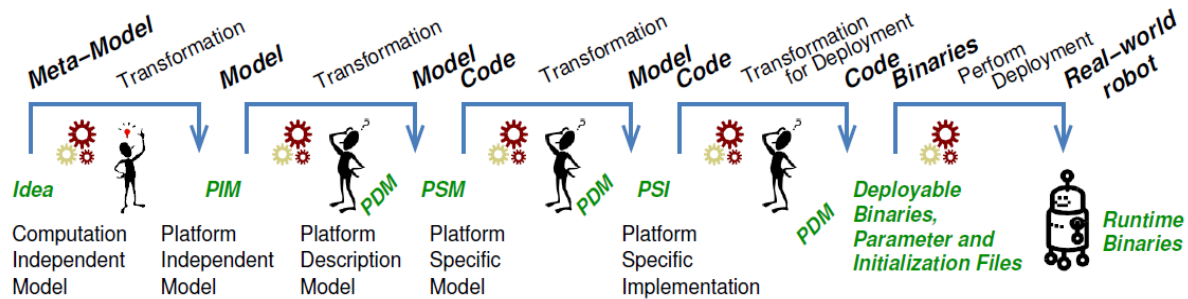 Meta-Model
Transformation
Model
Transformation
Model
Code
Transformation
Model
Code
Transformation
for Deployment
Code
Binaries
Perform
Deployment
Real-world
robot
Idea
PIM
PDM
PSM
PDM
PSI
PDM
Deployable
Binaries,
Parameter and
Initialization Files
Runtime
Binaries
Computation
Independent
Model
Platform
Independent
Model
Platform
Description
Model
Platform
Specific
Model
Platform
Specific
Implementation